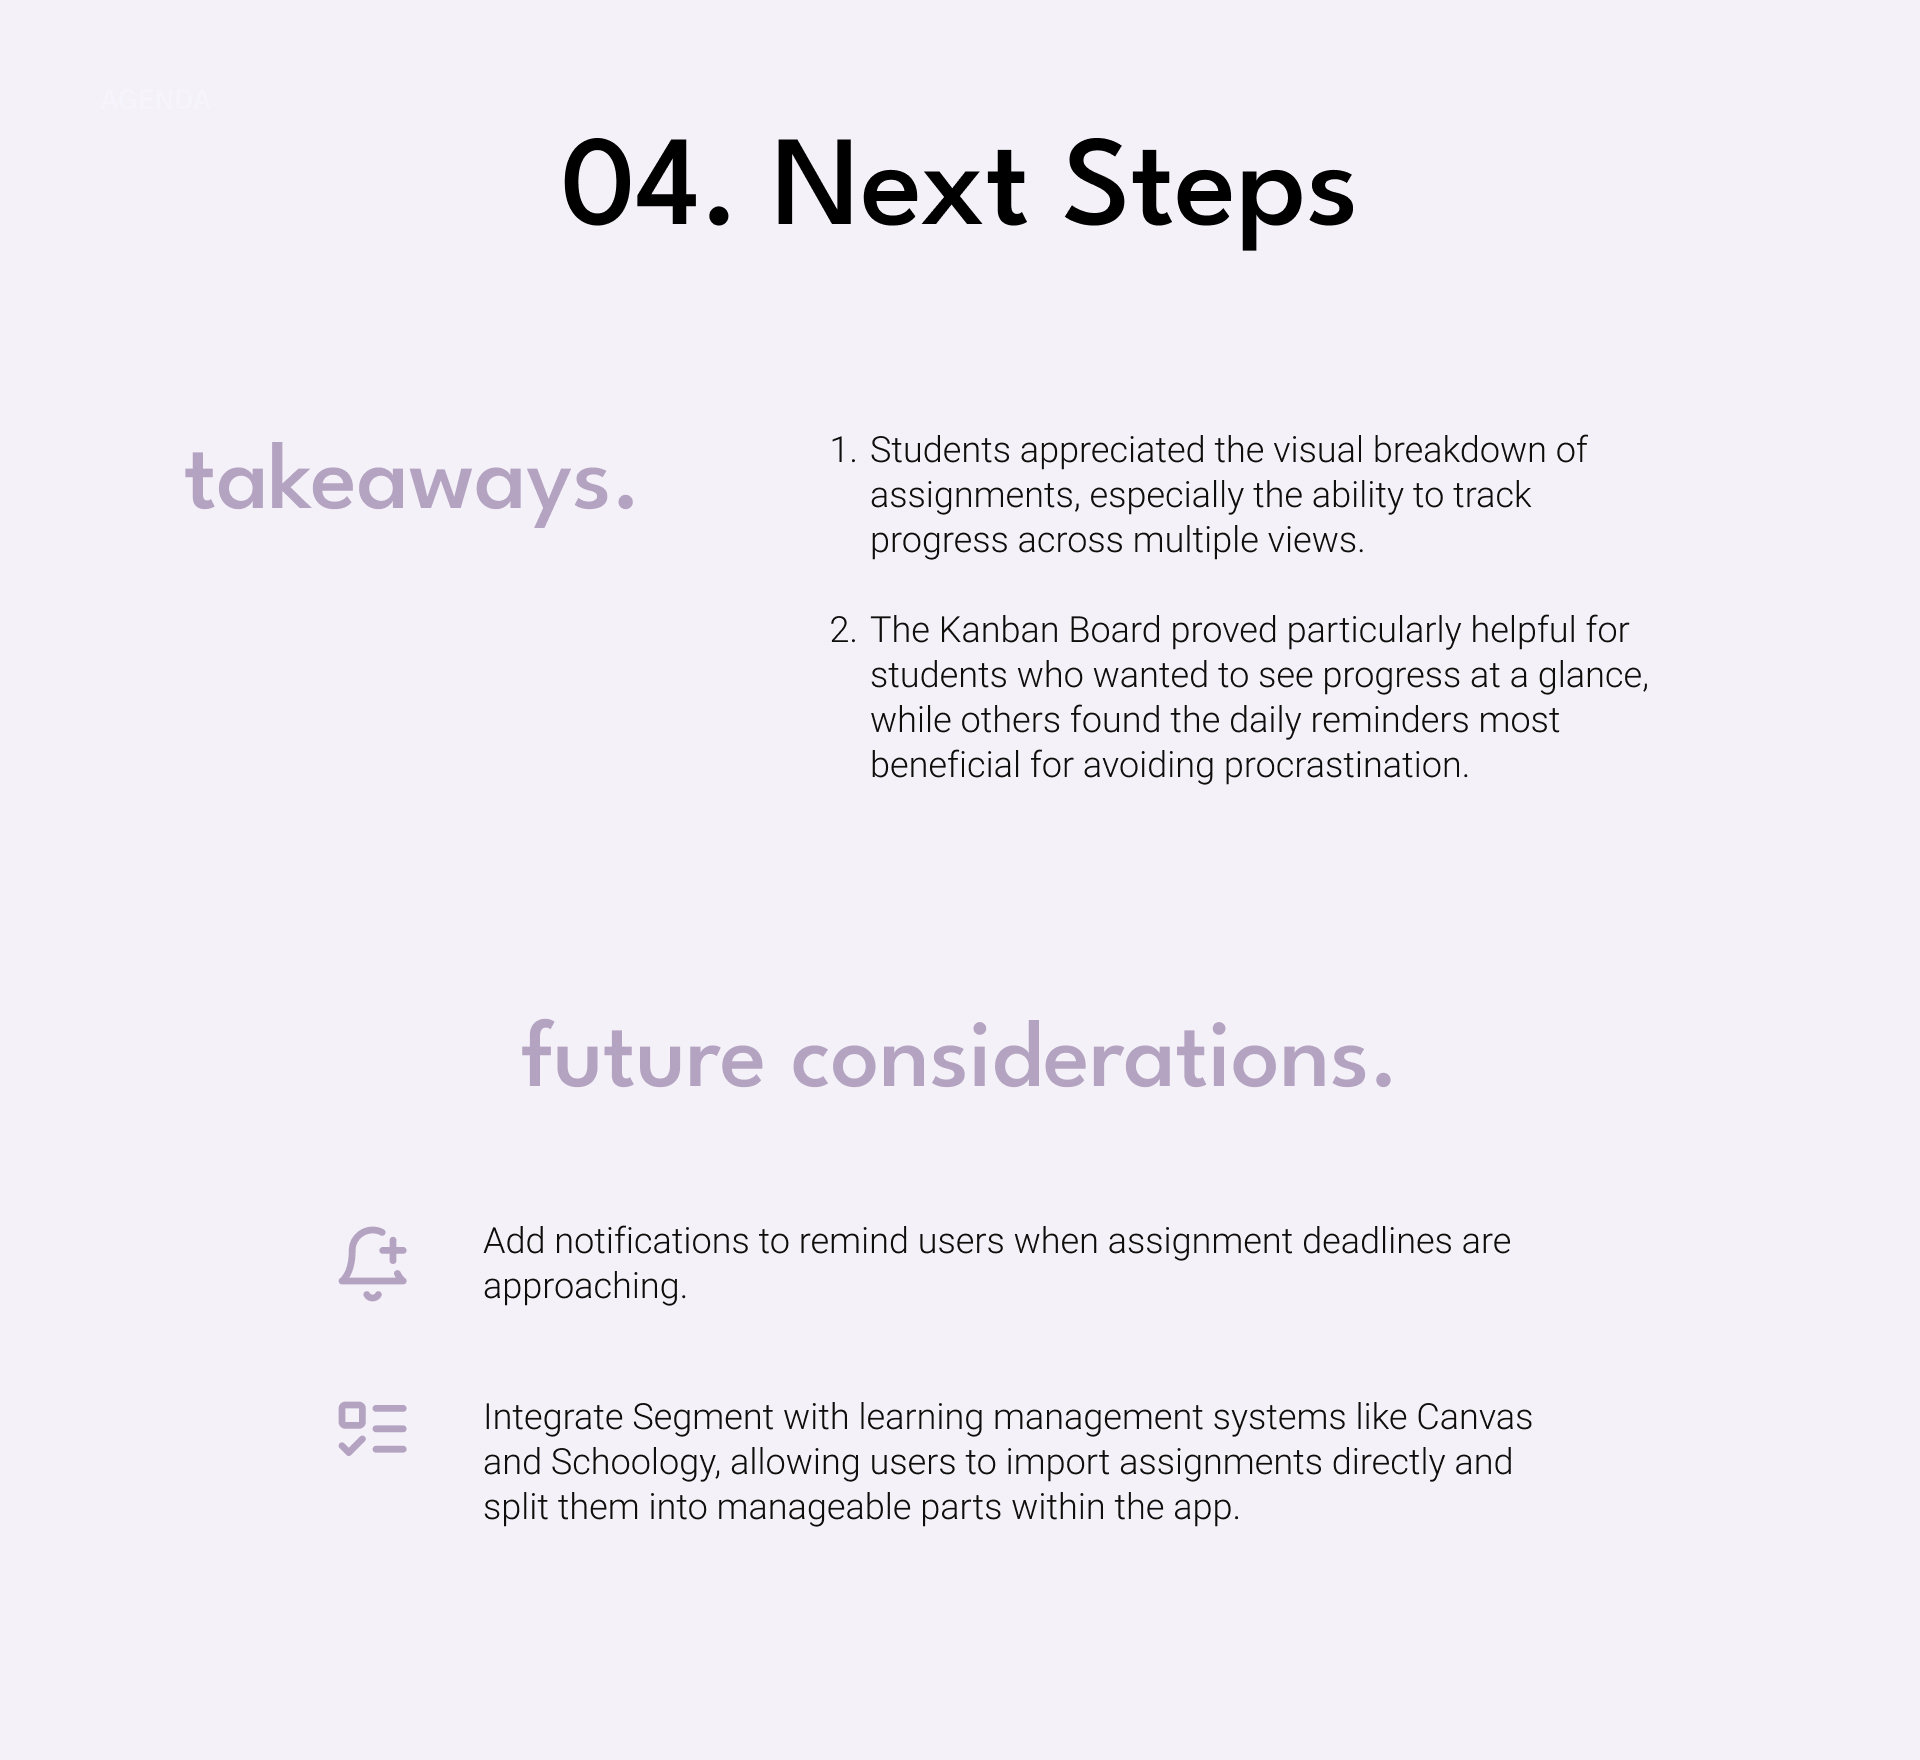 AGENDA
04. Next Steps
takeaways.
1. Students appreciated the visual breakdown of
assignments, especially the ability to track
progress across multiple views.
2. The Kanban Board proved particularly helpful for
students who wanted to see progress at a glance,
while others found the daily reminders most
beneficial for avoiding procrastination.
future considerations.
Add notifications to remind users when assignment deadlines are
approaching.
Integrate Segment with learning management systems like Canvas
and Schoology, allowing users to import assignments directly and
split them into manageable parts within the app.